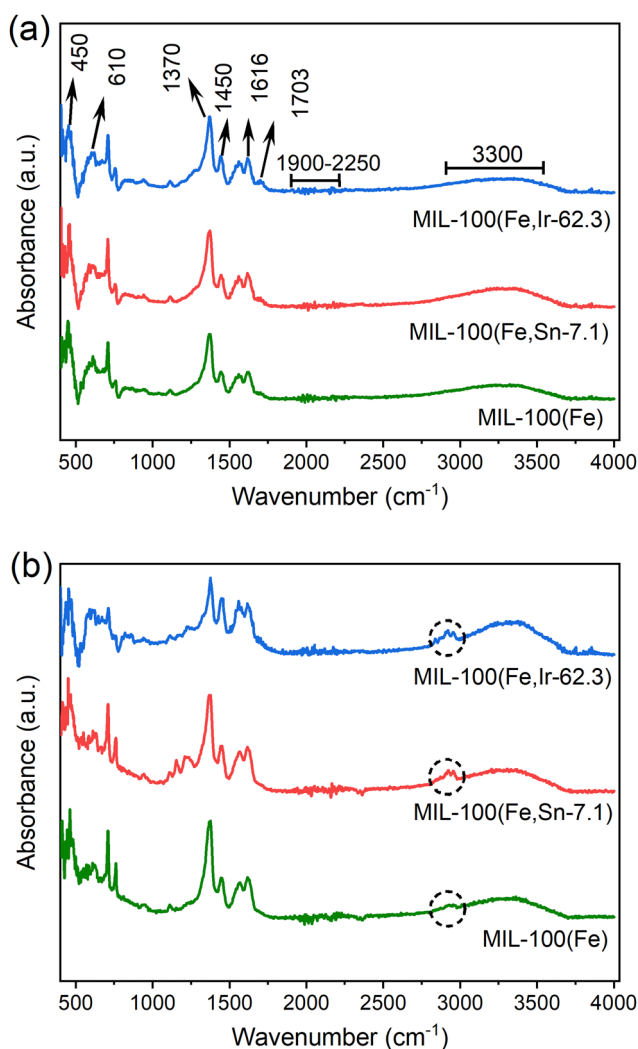 (a)
450
610
1370
1450
1616
1703
1900-2250
3300
MIL-100(Fe,Ir-62.3)
MIL-100(Fe,Sn-7.1)
MIL-100(Fe)
Absorbance (a.u.)
500 1000 1500 2000 2500 3000 3500 4000
Wavenumber (cm⁻¹)
(b)
MIL-100(Fe,Ir-62.3)
MIL-100(Fe,Sn-7.1)
MIL-100(Fe)
Absorbance (a.u.)
500 1000 1500 2000 2500 3000 3500 4000
Wavenumber (cm⁻¹)